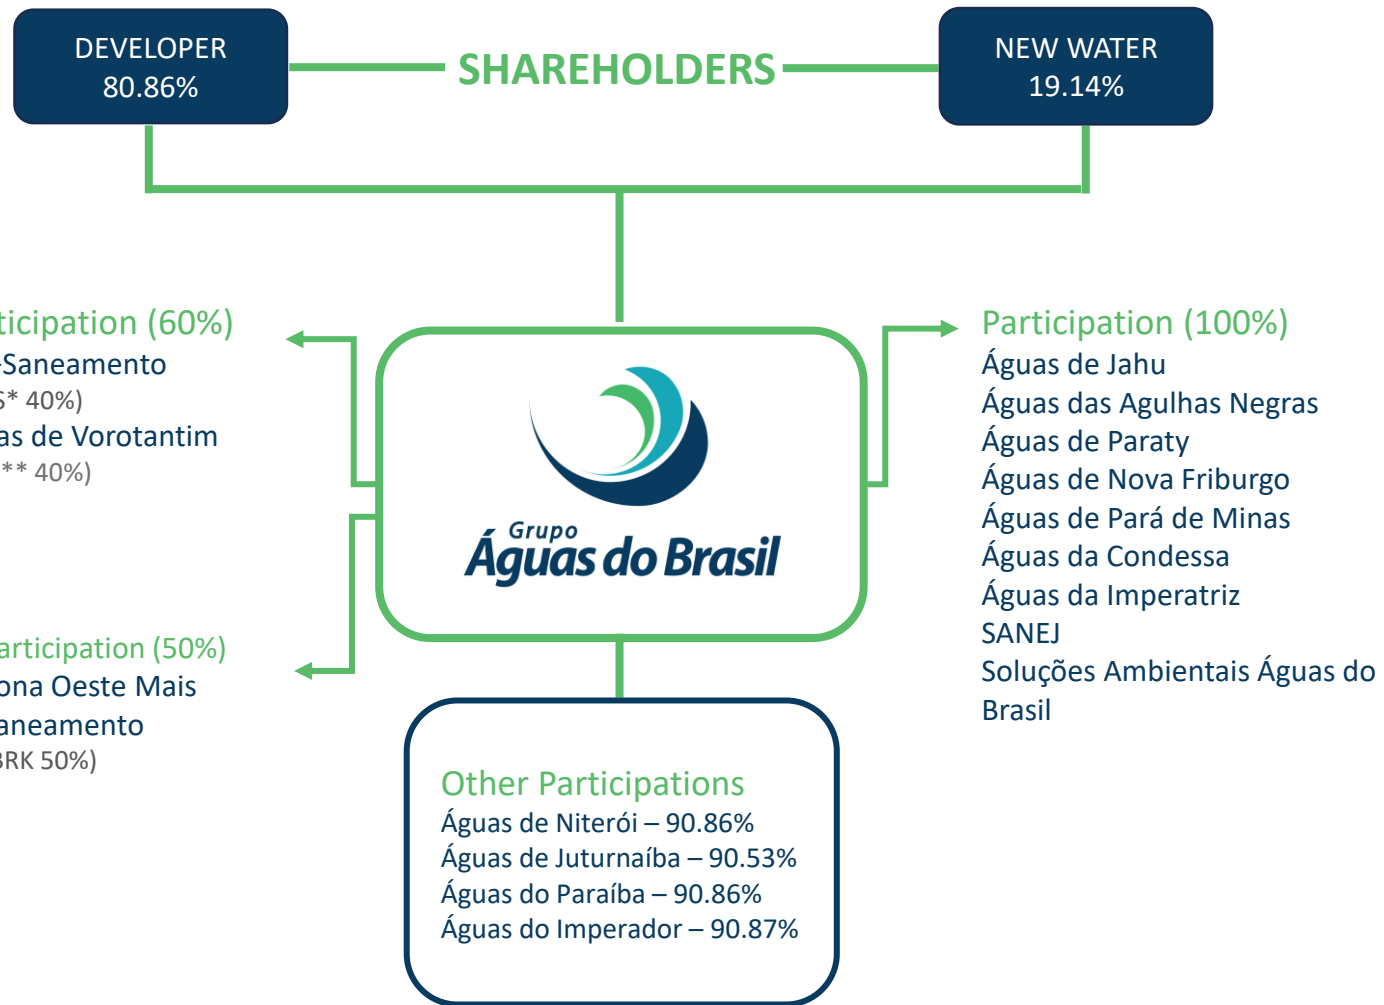 DEVELOPER
80.86%
SHAREHOLDERS
NEW WATER
19.14%
ticipation (60%)
-Saneamento
S* 40%)
as de Vorotantim
** 40%)
articipation (50%)
ona Oeste Mais
aneamento
BRK 50%)
Grupo
Águas do Brasil
Participation (100%)
Águas de Jahu
Águas das Agulhas Negras
Águas de Paraty
Águas de Nova Friburgo
Águas de Pará de Minas
Águas da Condessa
Águas da Imperatriz
SANEJ
Soluções Ambientais Águas do
Brasil
Other Participations
Águas de Niterói – 90.86%
Águas de Juturnaíba – 90.53%
Águas do Paraíba – 90.86%
Águas do Imperador – 90.87%